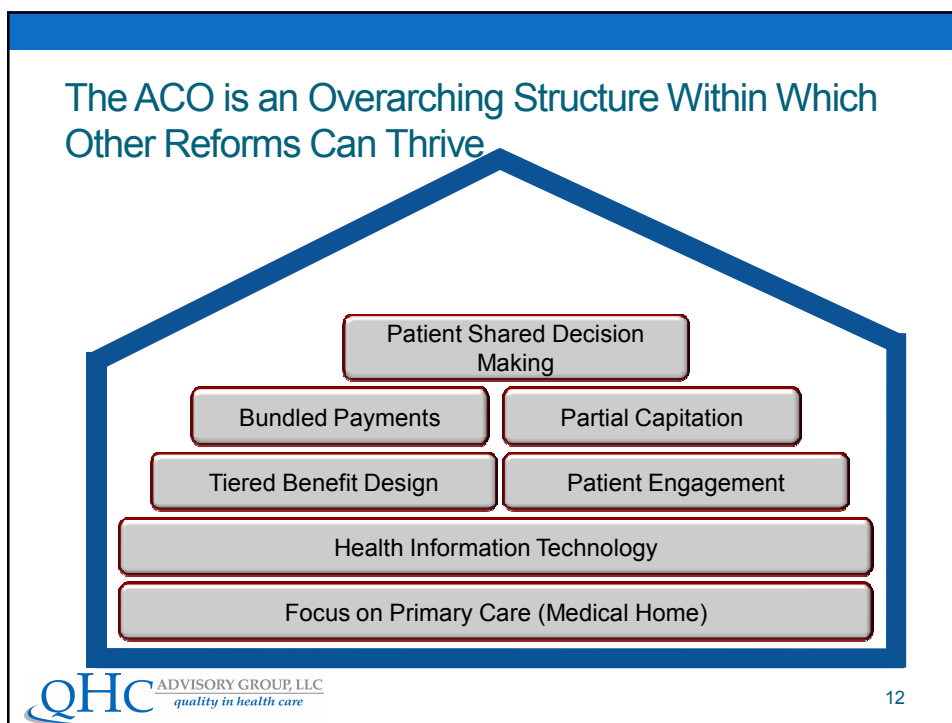 The ACO is an Overarching Structure Within Which
Other Reforms Can Thrive
Patient Shared Decision
Making
Bundled Payments
Partial Capitation
Tiered Benefit Design
Patient Engagement
Health Information Technology
Focus on Primary Care (Medical Home)
QHC ADVISORY GROUP, LLC
quality in health care
12